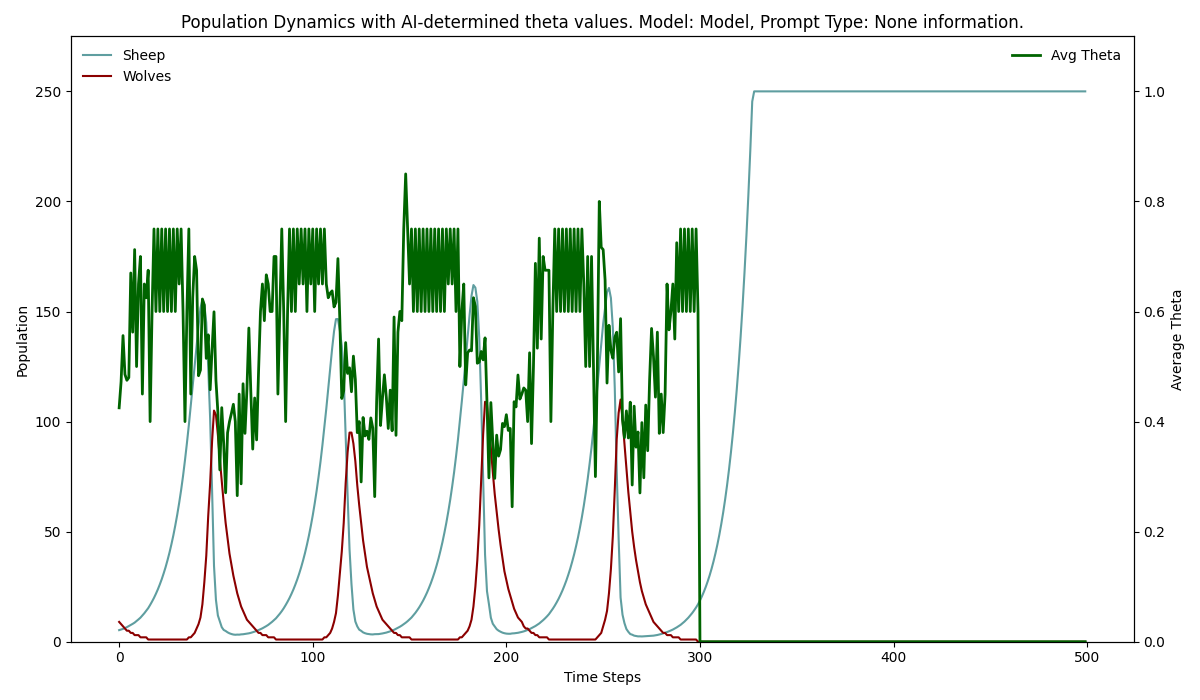 Population Dynamics with AI-determined theta values. Model: Model, Prompt Type: None information.
Sheep
Wolves
Avg Theta
Population
250
200
150
100
50
0
1.0
0.8
0.6
0.4
0.2
0.0
Average Theta
0 100 200 300 400 500
Time Steps